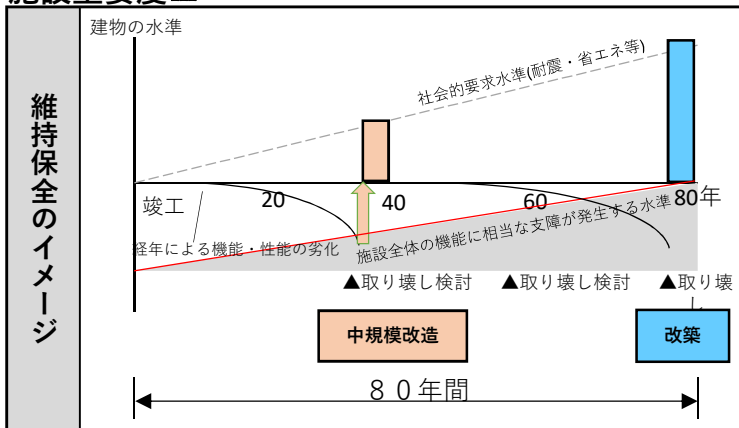 建物の水準
維持保全のイメージ
社会的要求水準(耐震・省エネ等)
竣工
20
40
60
80年
経年による機能・性能の劣化
施設全体の機能に相当な支障が発生する水準
▲取り壊し検討
▲取り壊し検討
▲取り壊
し
中規模改造
改築
８０年間